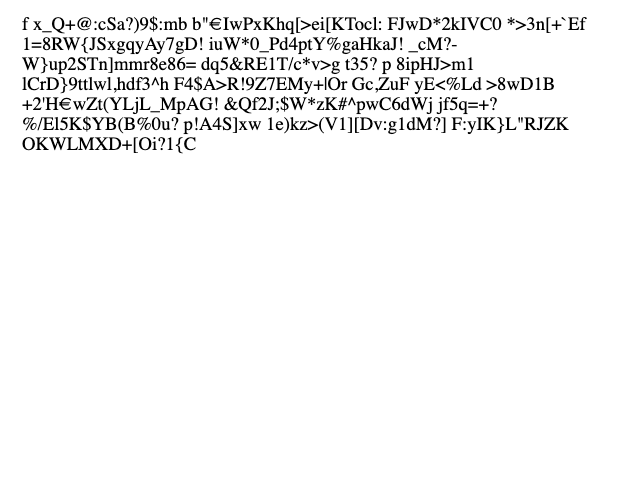 f x_Q+@:cSa?)9$:mb b"€IwPxKhq[>ei[KTocl: FJwD*2kIVC0 *>3n[+`Ef
1=8RW{JSxgqyAy7gD! iuW*0_Pd4ptY%gaHkaJ! _cM?-
W}up2STn]mmr8e86= dq5&RE1T/c*v>g t35? p 8ipHJ>m1
lCrD}9ttlwl,hdf3^h F4$A>R!9Z7EMy+|Or Gc,ZuF yE<%Ld >8wD1B
+2'H€wZt(YLjL_MpAG! &Qf2J;$W*zK#^pwC6dWj jf5q=+?
%/El5K$YB(B%0u? p!A4S]xw 1e)kz>(V1][Dv:g1dM?] F:yIK}L"RJZK
OKWLMXD+[Oi?1{C